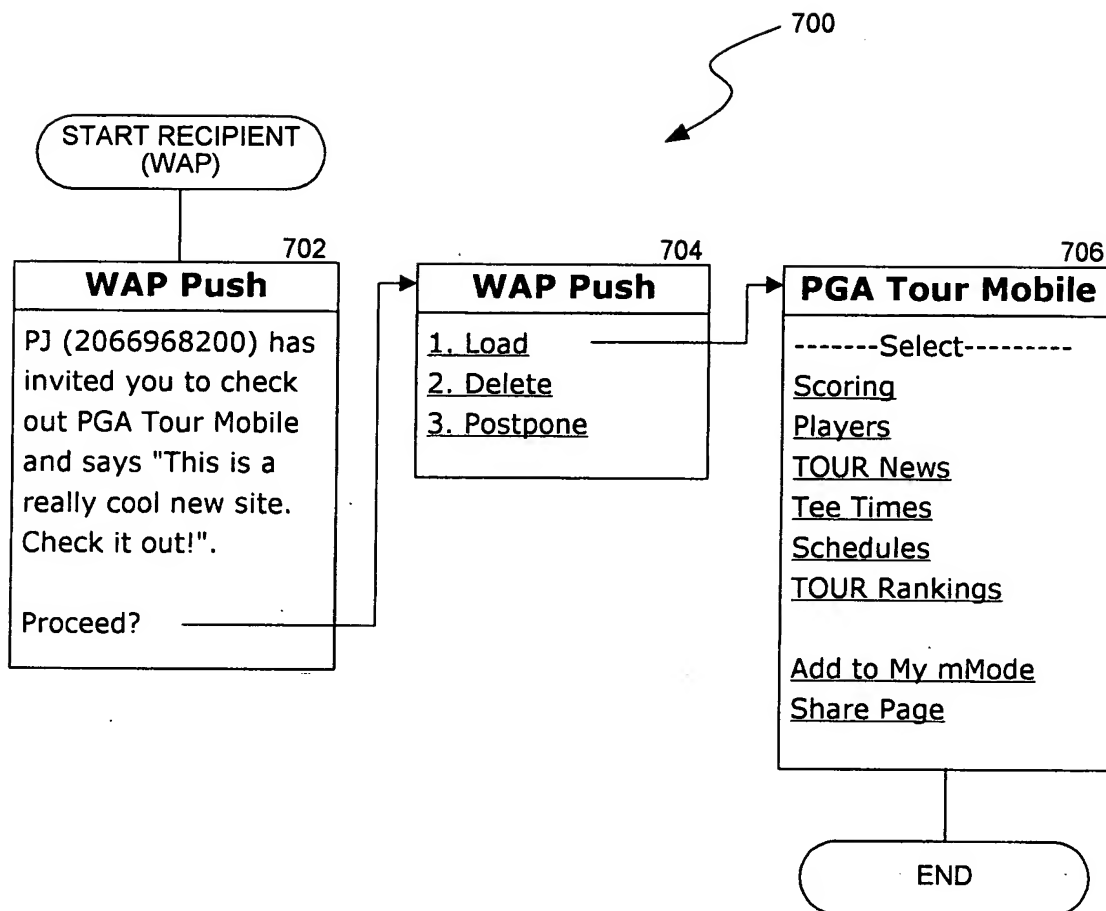 700
START RECIPIENT
(WAP)
702
WAP Push
PJ (2066968200) has
invited you to check
out PGA Tour Mobile
and says "This is a
really cool new site.
Check it out!".
Proceed?
704
WAP Push
1. Load
2. Delete
3. Postpone
706
PGA Tour Mobile
-------Select---------
Scoring
Players
TOUR News
Tee Times
Schedules
TOUR Rankings
Add to My mMode
Share Page
END